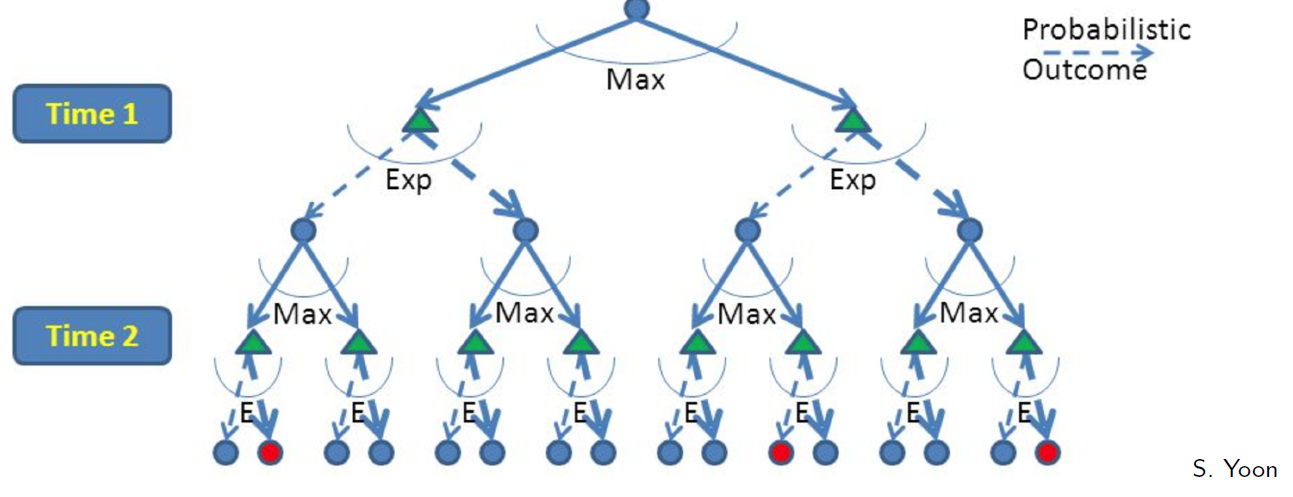 Probabilistic
Outcome
Max
Time 1
Exp Exp
Max Max Max Max
Time 2
E E E E E E E E
S. Yoon